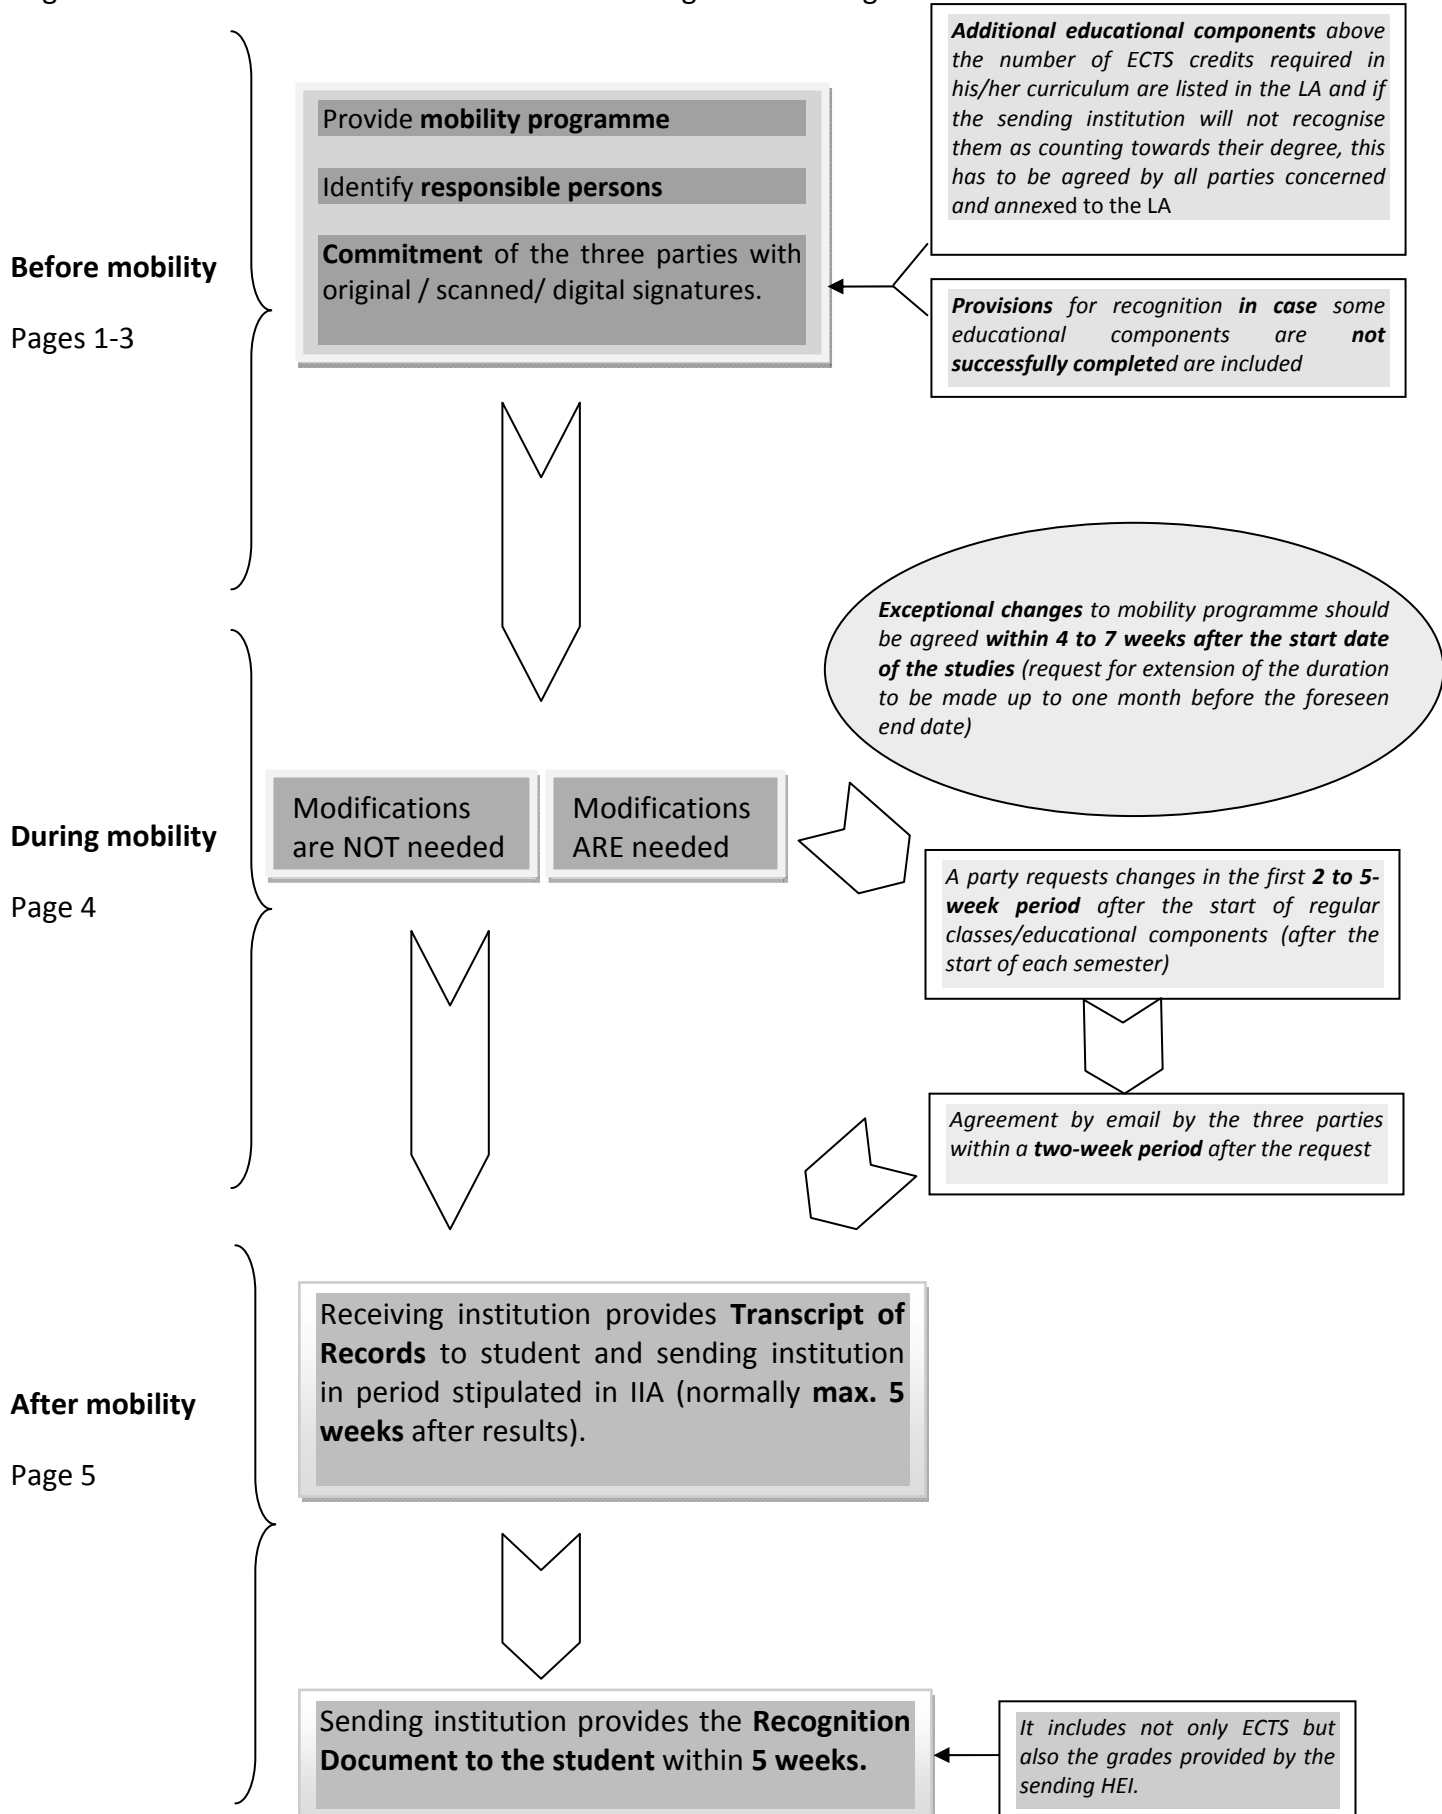 Before mobility
Pages 1-3
Provide mobility programme
Identify responsible persons
Commitment of the three parties with
original / scanned/ digital signatures.
Additional educational components above
the number of ECTS credits required in
his/her curriculum are listed in the LA and if
the sending institution will not recognise
them as counting towards their degree, this
has to be agreed by all parties concerned
and annexed to the LA
Provisions for recognition in case some
educational components are not
successfully completed are included
Exceptional changes to mobility programme should
be agreed within 4 to 7 weeks after the start date
of the studies (request for extension of the duration
to be made up to one month before the foreseen
end date)
During mobility
Page 4
Modifications
are NOT needed
Modifications
ARE needed
A party requests changes in the first 2 to 5-
week period after the start of regular
classes/educational components (after the
start of each semester)
Agreement by email by the three parties
within a two-week period after the request
After mobility
Page 5
Receiving institution provides Transcript of
Records to student and sending institution
in period stipulated in IIA (normally max. 5
weeks after results).
Sending institution provides the Recognition
Document to the student within 5 weeks.
It includes not only ECTS but
also the grades provided by the
sending HEI.